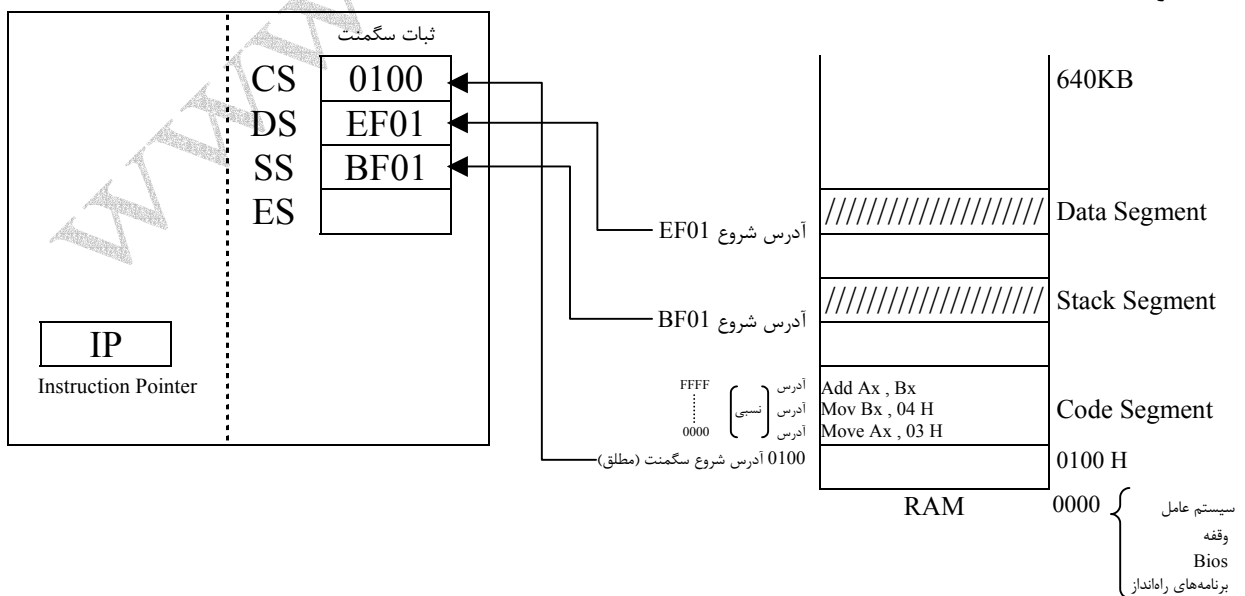 ثبات سگمنت
CS 0100
DS EF01
SS BF01
ES
IP
Instruction Pointer
آدرس شروع EF01
آدرس شروع BF01
FFFF
0000
نسبی
آدرس
آدرس
آدرس
0100 آدرس شروع سگمنت (مطلق)
640KB
/////////////////// Data Segment
/////////////////// Stack Segment
Add Ax , Bx
Mov Bx , 04 H
Move Ax , 03 H
Code Segment
0100 H
RAM
0000
سیستم عامل
وقفه
Bios
برنامه‌های راه‌انداز